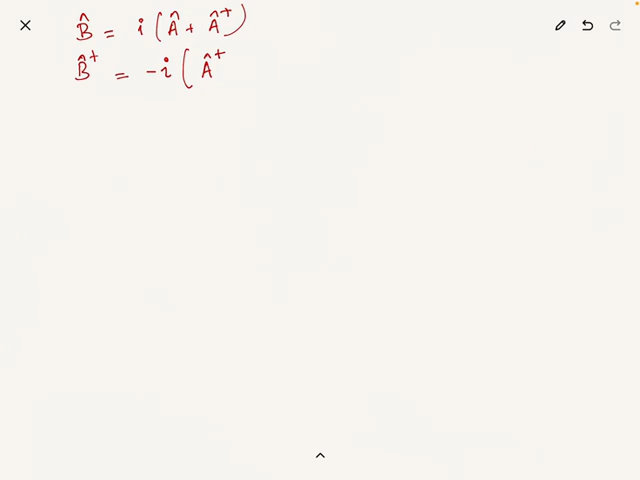 B̂ = i (Â + Â⁺)
B̂⁺ = -i ( Â⁺